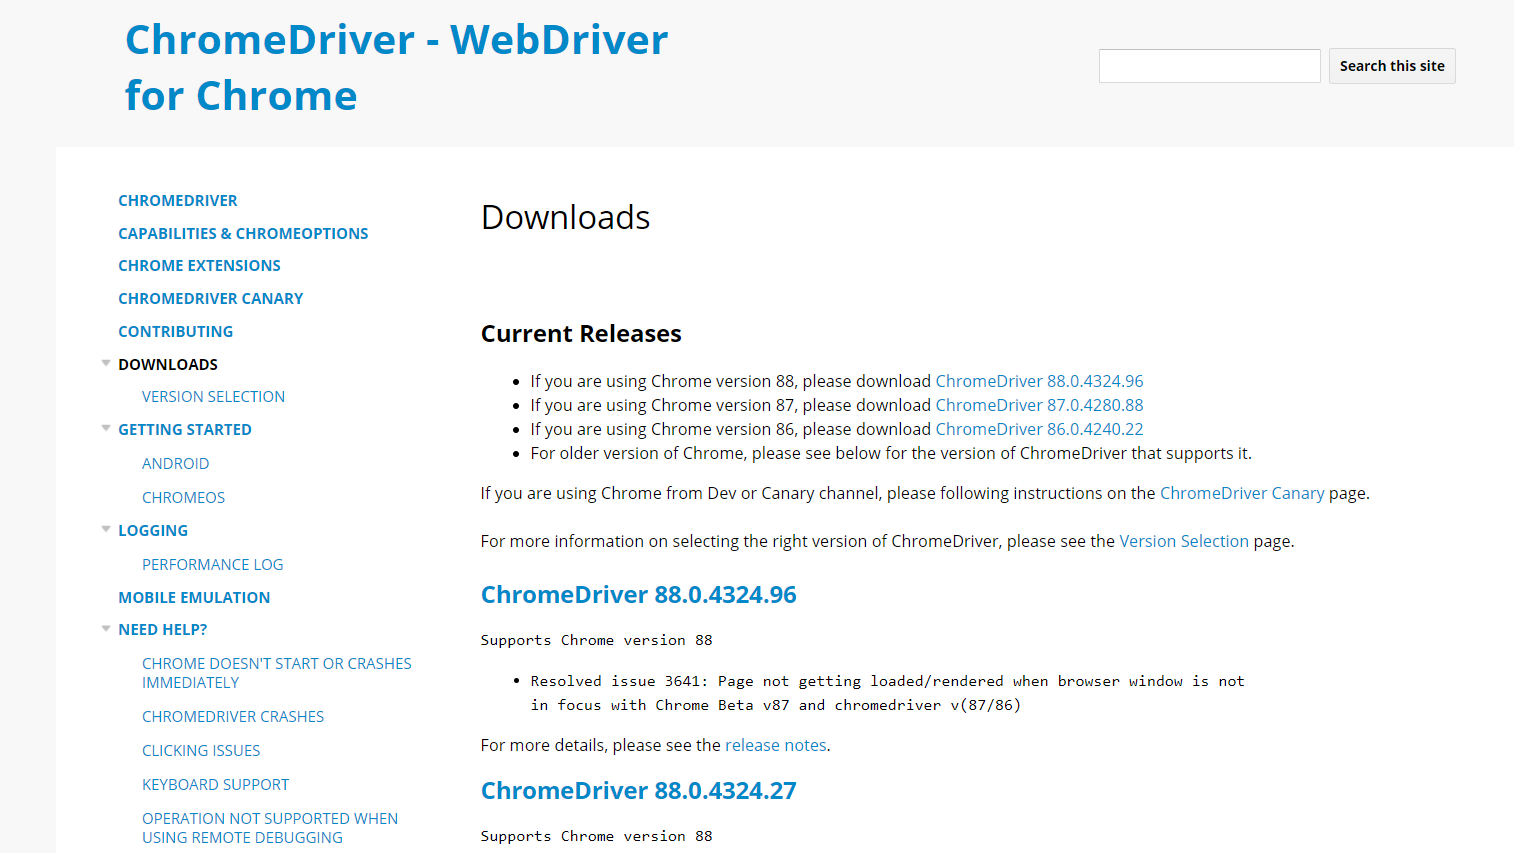 ChromeDriver - WebDriver
for Chrome
Search this site
CHROMEDRIVER
CAPABILITIES & CHROMEOPTIONS
CHROME EXTENSIONS
CHROMEDRIVER CANARY
CONTRIBUTING
DOWNLOADS
VERSION SELECTION
GETTING STARTED
ANDROID
CHROMEOS
LOGGING
PERFORMANCE LOG
MOBILE EMULATION
NEED HELP?
CHROME DOESN'T START OR CRASHES
IMMEDIATELY
CHROMEDRIVER CRASHES
CLICKING ISSUES
KEYBOARD SUPPORT
OPERATION NOT SUPPORTED WHEN
USING REMOTE DEBUGGING
Downloads
Current Releases
If you are using Chrome version 88, please download ChromeDriver 88.0.4324.96
If you are using Chrome version 87, please download ChromeDriver 87.0.4280.88
If you are using Chrome version 86, please download ChromeDriver 86.0.4240.22
For older version of Chrome, please see below for the version of ChromeDriver that supports it.
If you are using Chrome from Dev or Canary channel, please following instructions on the ChromeDriver Canary page.
For more information on selecting the right version of ChromeDriver, please see the Version Selection page.
ChromeDriver 88.0.4324.96
Supports Chrome version 88
Resolved issue 3641: Page not getting loaded/rendered when browser window is not
in focus with Chrome Beta v87 and chromedriver v(87/86)
For more details, please see the release notes.
ChromeDriver 88.0.4324.27
Supports Chrome version 88